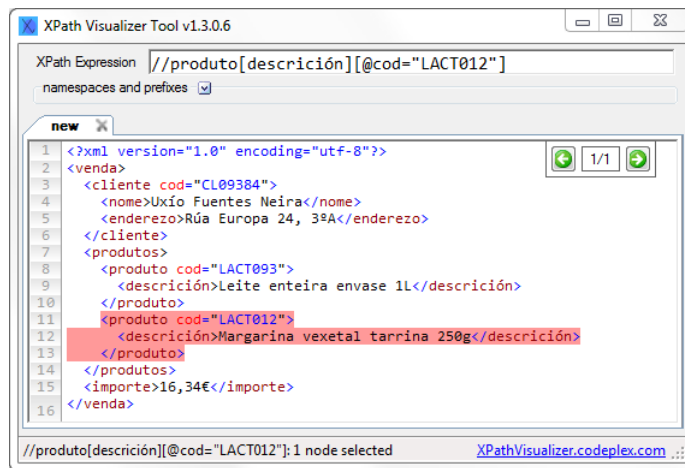 XPath Visualizer Tool v1.3.0.6
XPath Expression //produto[descrición][@cod="LACT012"]
namespaces and prefixes
new
1/1
1 <?xml version="1.0" encoding="utf-8"?>
2 <venda>
3 <cliente cod="CL09384">
4 <nome>Uxío Fuentes Neira</nome>
5 <enderezo>Rúa Europa 24, 3ºA</enderezo>
6 </cliente>
7 <produtos>
8 <produto cod="LACT093">
9 <descrición>Leite enteira envase 1L</descrición>
10 </produto>
11 <produto cod="LACT012">
12 <descrición>Margarina vexetal tarrina 250g</descrición>
13 </produto>
14 </produtos>
15 <importe>16,34€</importe>
16 </venda>
//produto[descrición][@cod="LACT012"]: 1 node selected XPathVisualizer.codeplex.com